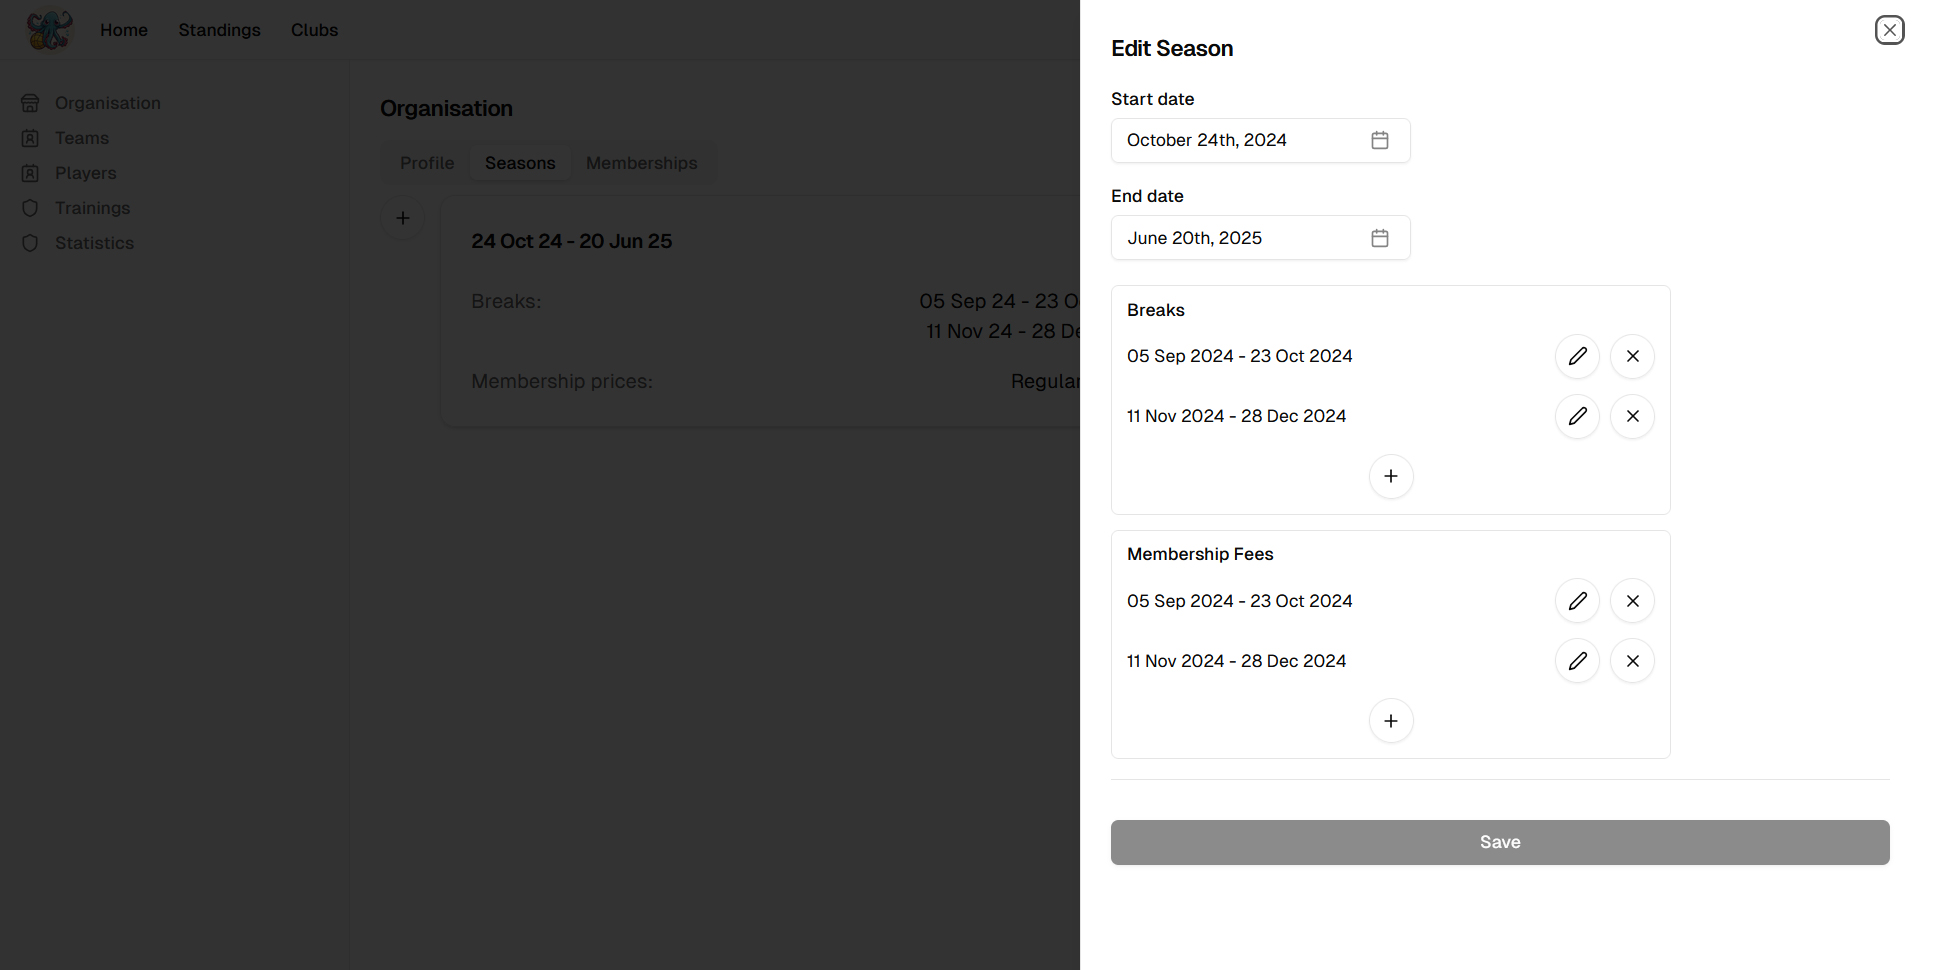 Home Standings Clubs
Organisation
Teams
Players
Trainings
Statistics
Organisation
Profile Seasons Memberships
24 Oct 24 - 20 Jun 25
Breaks: 05 Sep 24 - 23 O
11 Nov 24 - 28 De
Membership prices: Regular
Edit Season
Start date
October 24th, 2024
End date
June 20th, 2025
Breaks
05 Sep 2024 - 23 Oct 2024
11 Nov 2024 - 28 Dec 2024
Membership Fees
05 Sep 2024 - 23 Oct 2024
11 Nov 2024 - 28 Dec 2024
Save